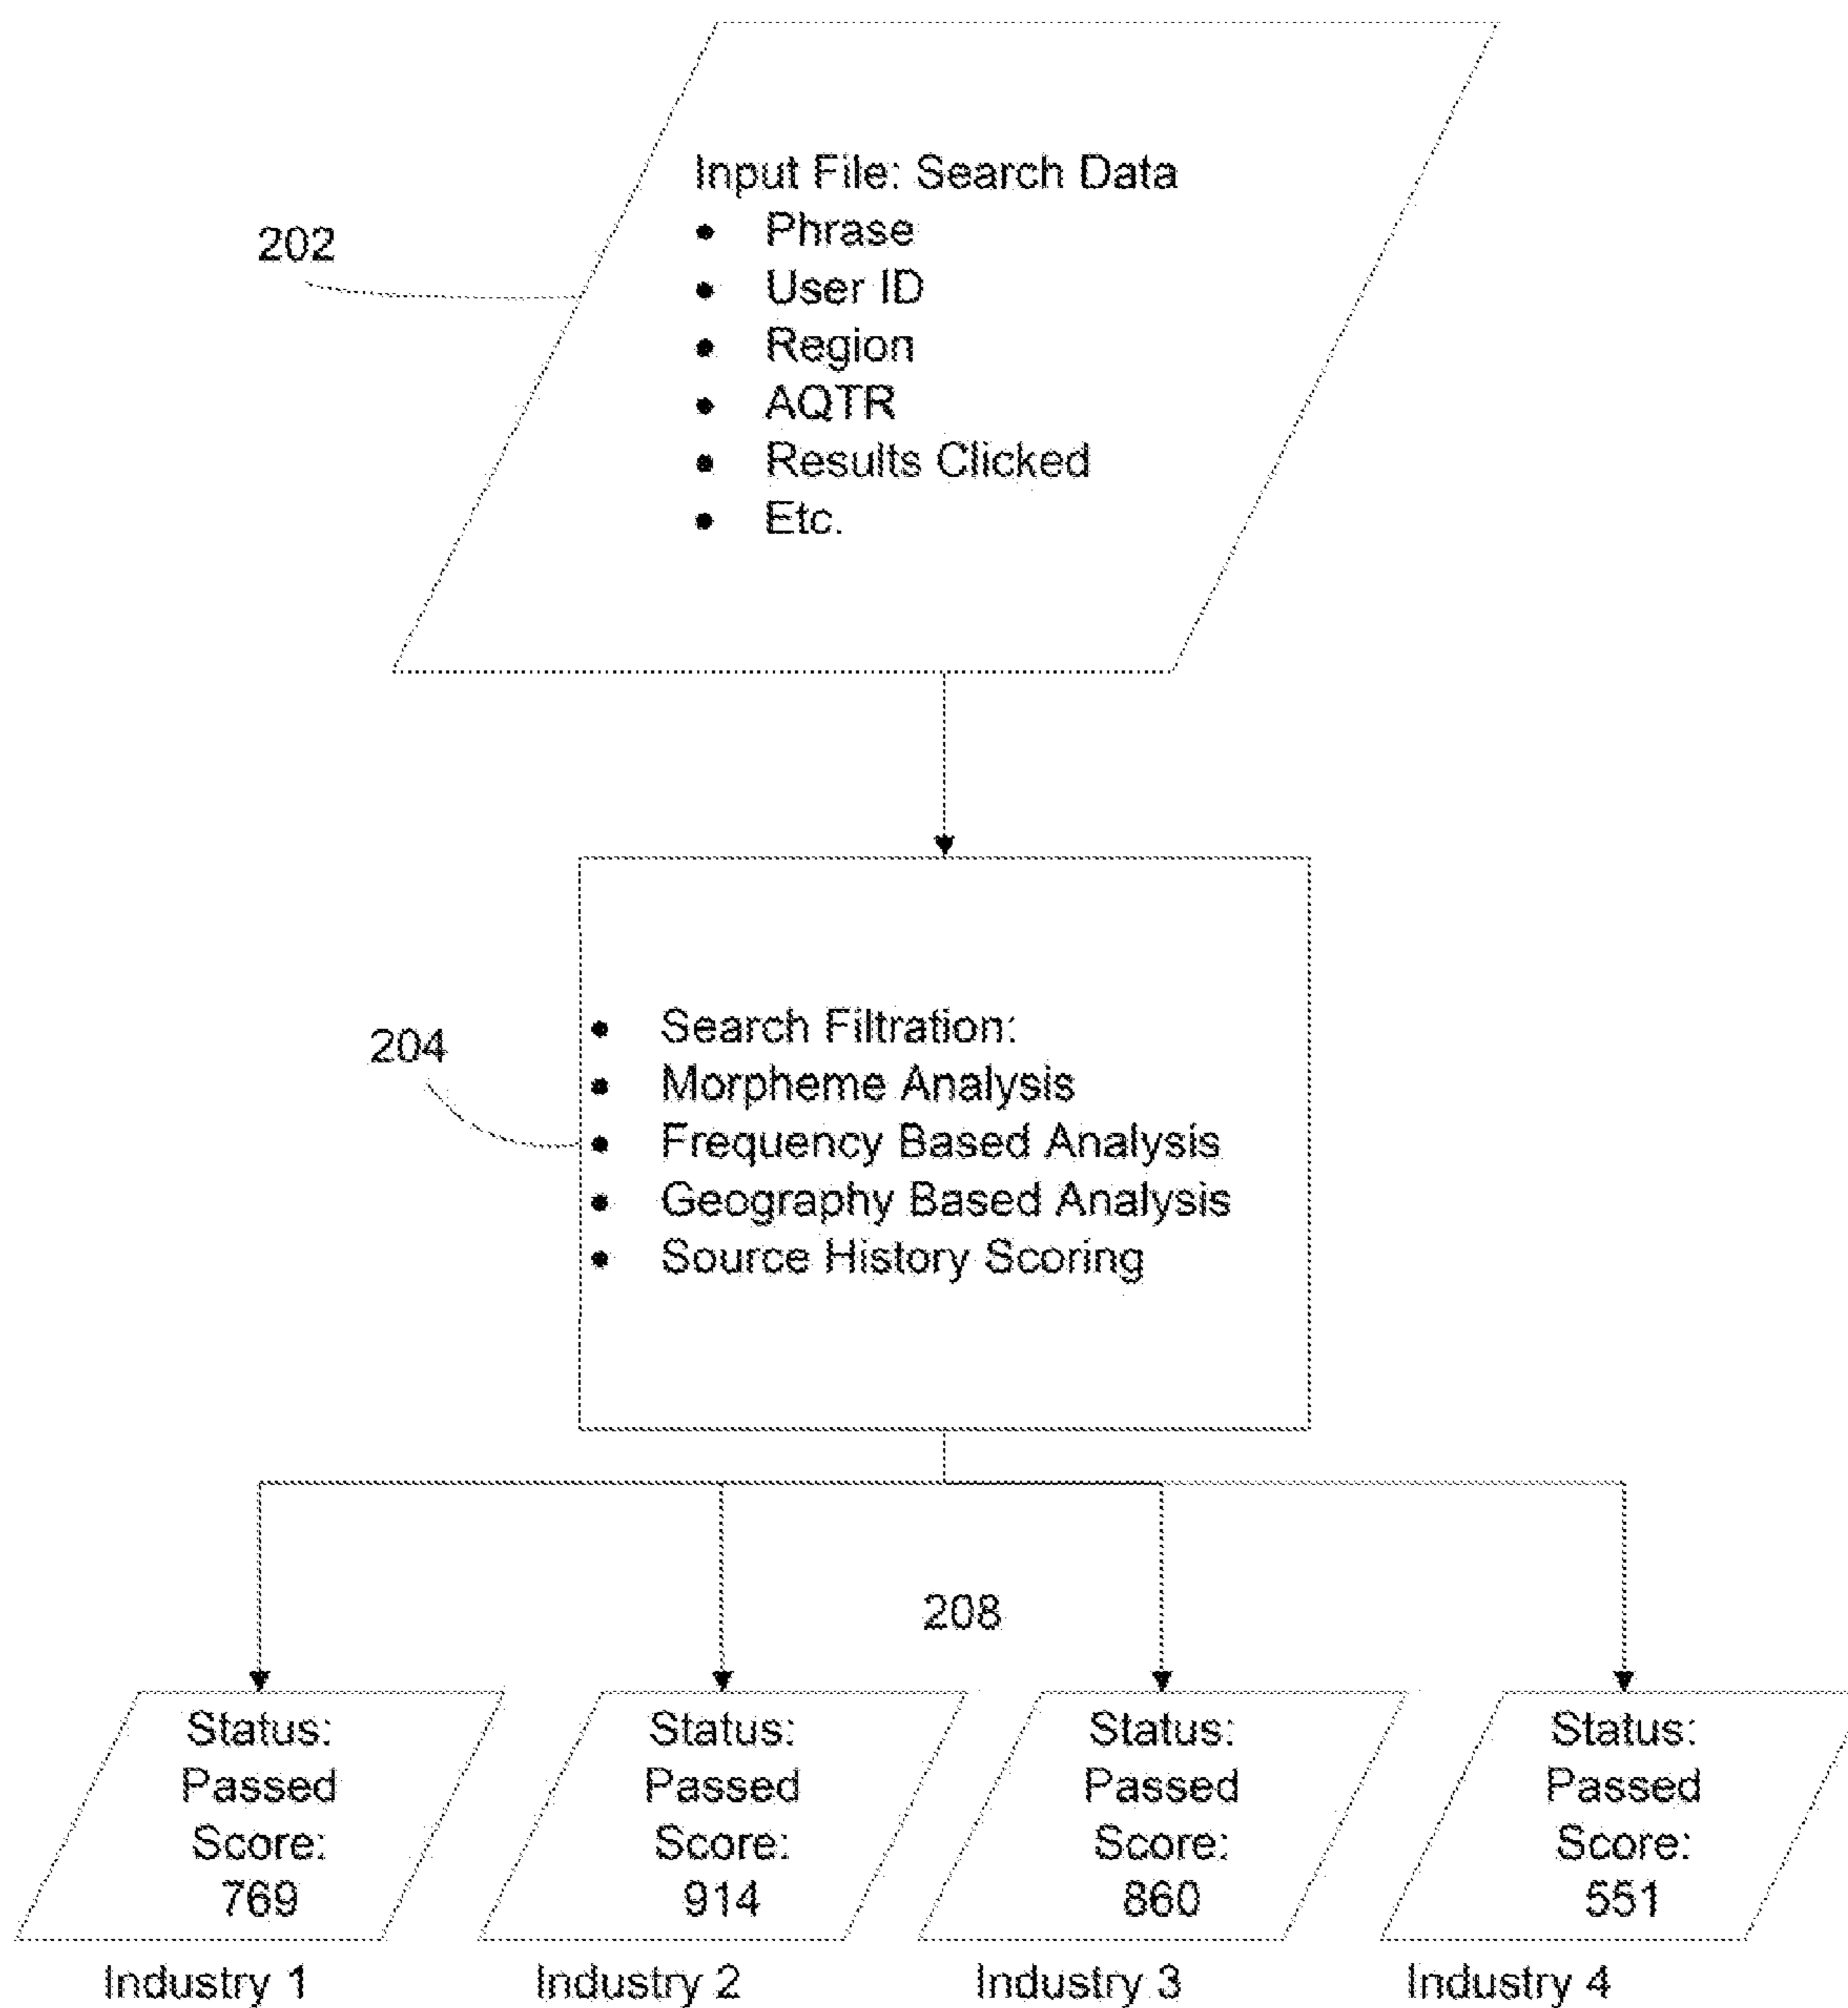 Input File: Search Data
• Phrase
202
• User ID
• Region
• AQTR
• Results Clicked
• Etc.
• Search Filtration:
204
• Morpheme Analysis
• Frequency Based Analysis
• Geography Based Analysis
• Source History Scoring
208
Status:
Passed
Score:
769
Industry 1
Status:
Passed
Score:
914
Industry 2
Status:
Passed
Score:
860
Industry 3
Status:
Passed
Score:
551
Industry 4